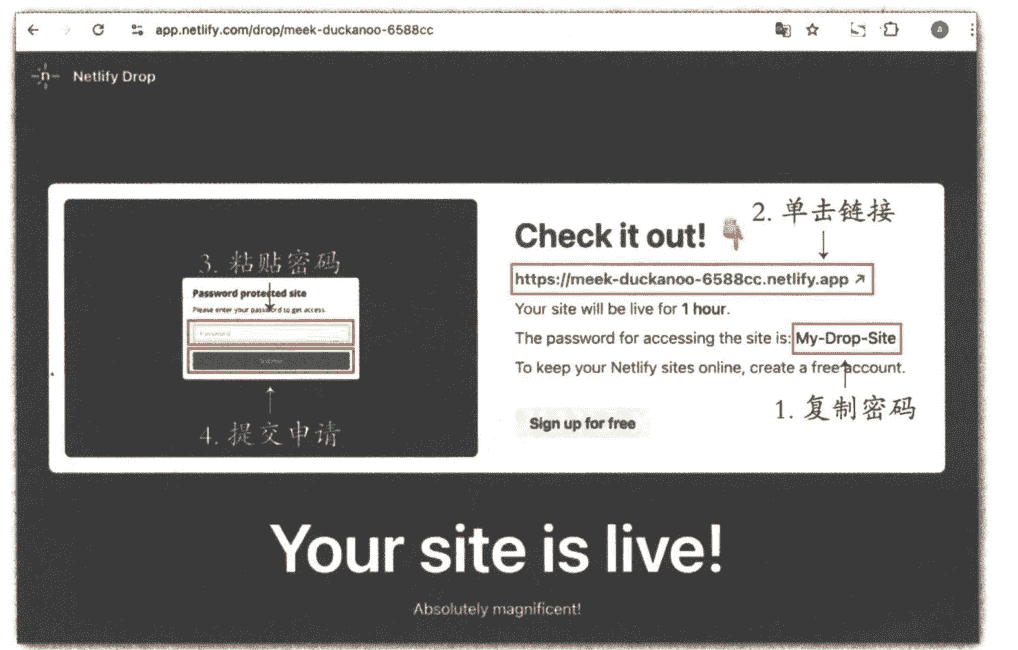 app.netlify.com/drop/meek-duckanoo-6588cc
Netlify Drop
3. 粘贴密码
Password protected site
Please enter your password to get access.
Password
Submit
4. 提交申请
2. 单击链接
Check it out! 👇
https://meek-duckanoo-6588cc.netlify.app ↗
Your site will be live for 1 hour.
The password for accessing the site is: My-Drop-Site
To keep your Netlify sites online, create a free account.
1. 复制密码
Sign up for free
Your site is live!
Absolutely magnificent!